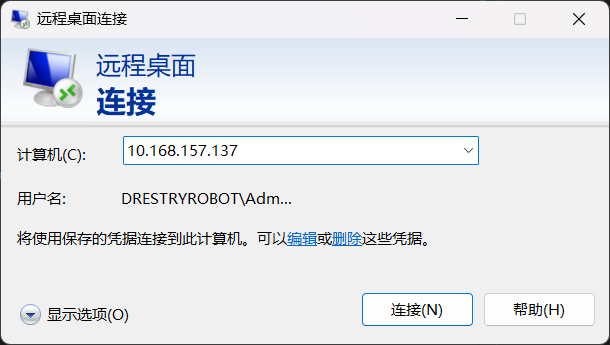 远程桌面连接
远程桌面
连接
计算机(C):
10.168.157.137
用户名:
DRESTRYROBOT\Adm...
将使用保存的凭据连接到此计算机。可以编辑或删除这些凭据。
显示选项(O)
连接(N)
帮助(H)